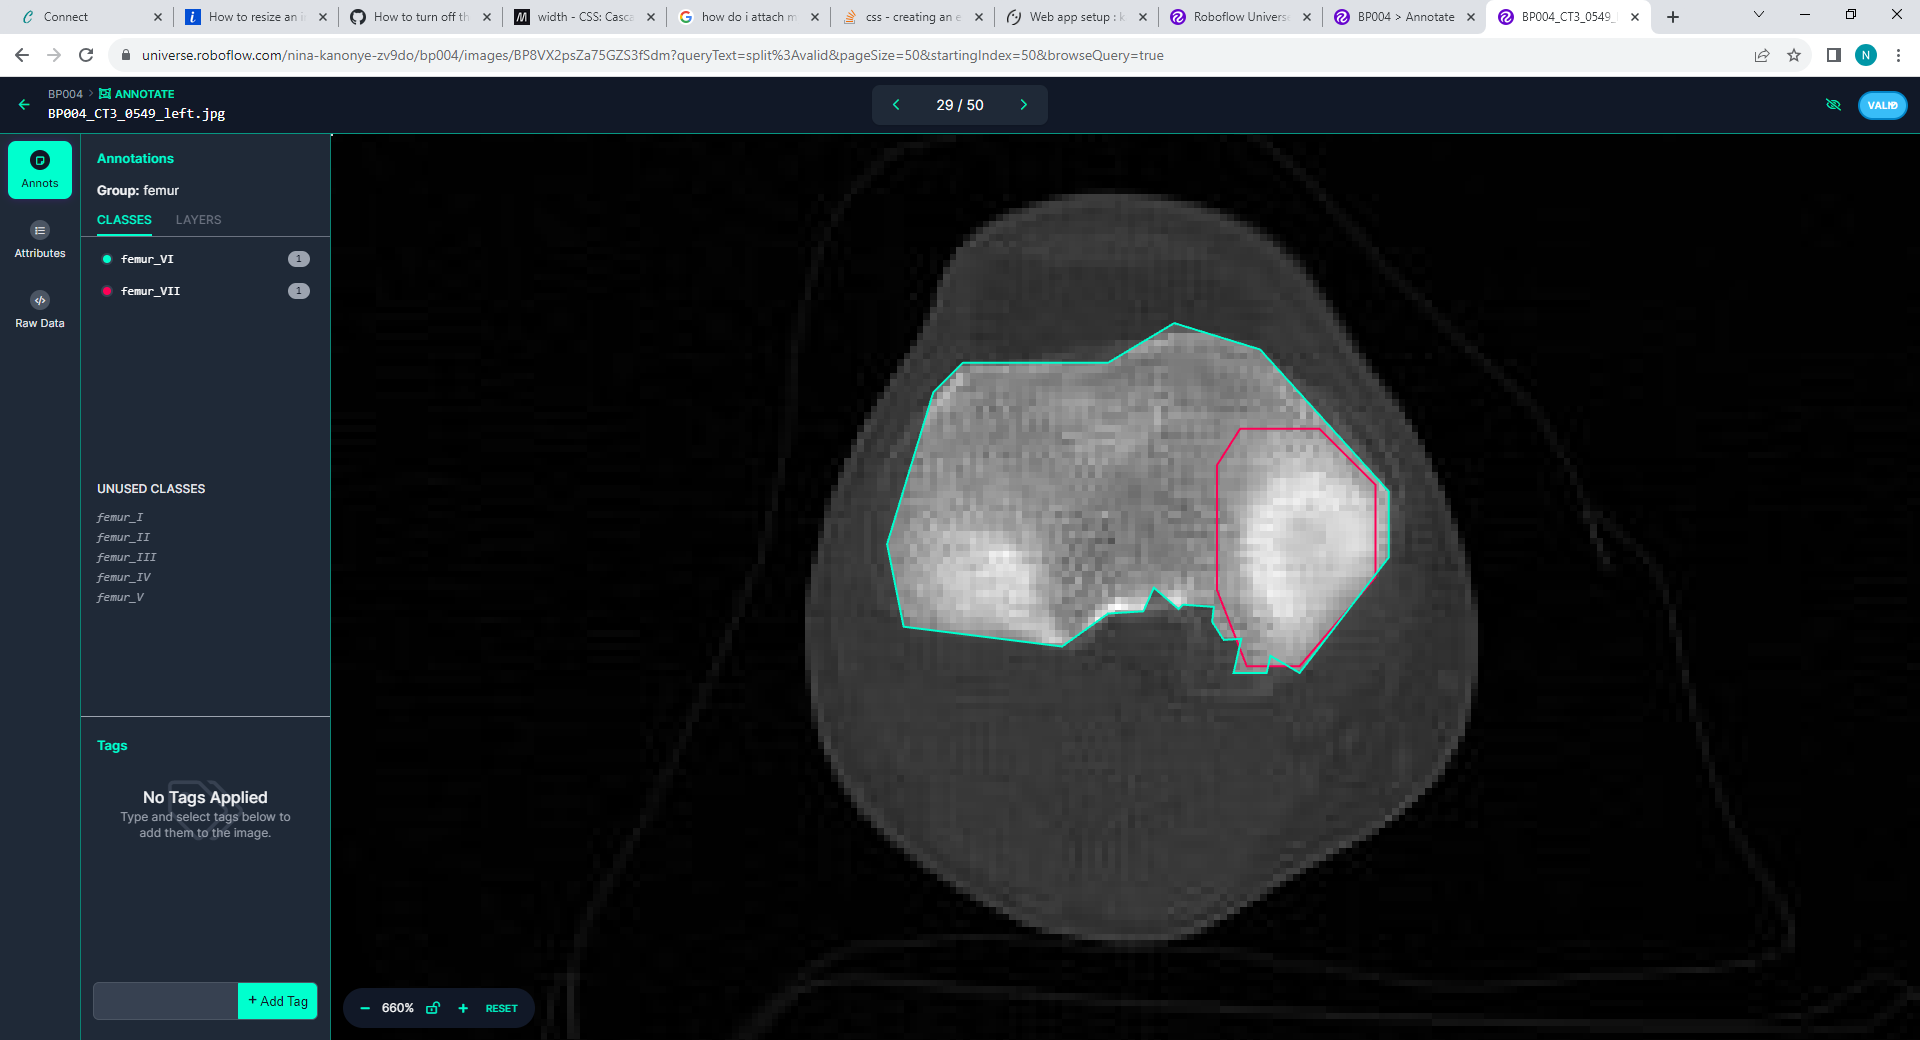 Connect
How to resize an i
How to turn off th
width - CSS: Casca
how do i attach m
css - creating an e
Web app setup : k
Roboflow Universe
BP004 > Annotate
BP004_CT3_0549_l
universe.roboflow.com/nina-kanonye-zv9do/bp004/images/BP8VX2psZa75GZS3fSdm?queryText=split%3Avalid&pageSize=50&startingIndex=50&browseQuery=true
N
BP004 > ANNOTATE
BP004_CT3_0549_left.jpg
29 / 50
VALID
Annots
Attributes
Raw Data
Annotations
Group: femur
CLASSES
LAYERS
femur_VI 1
femur_VII 1
UNUSED CLASSES
femur_I
femur_II
femur_III
femur_IV
femur_V
Tags
No Tags Applied
Type and select tags below to
add them to the image.
+ Add Tag
660%
RESET